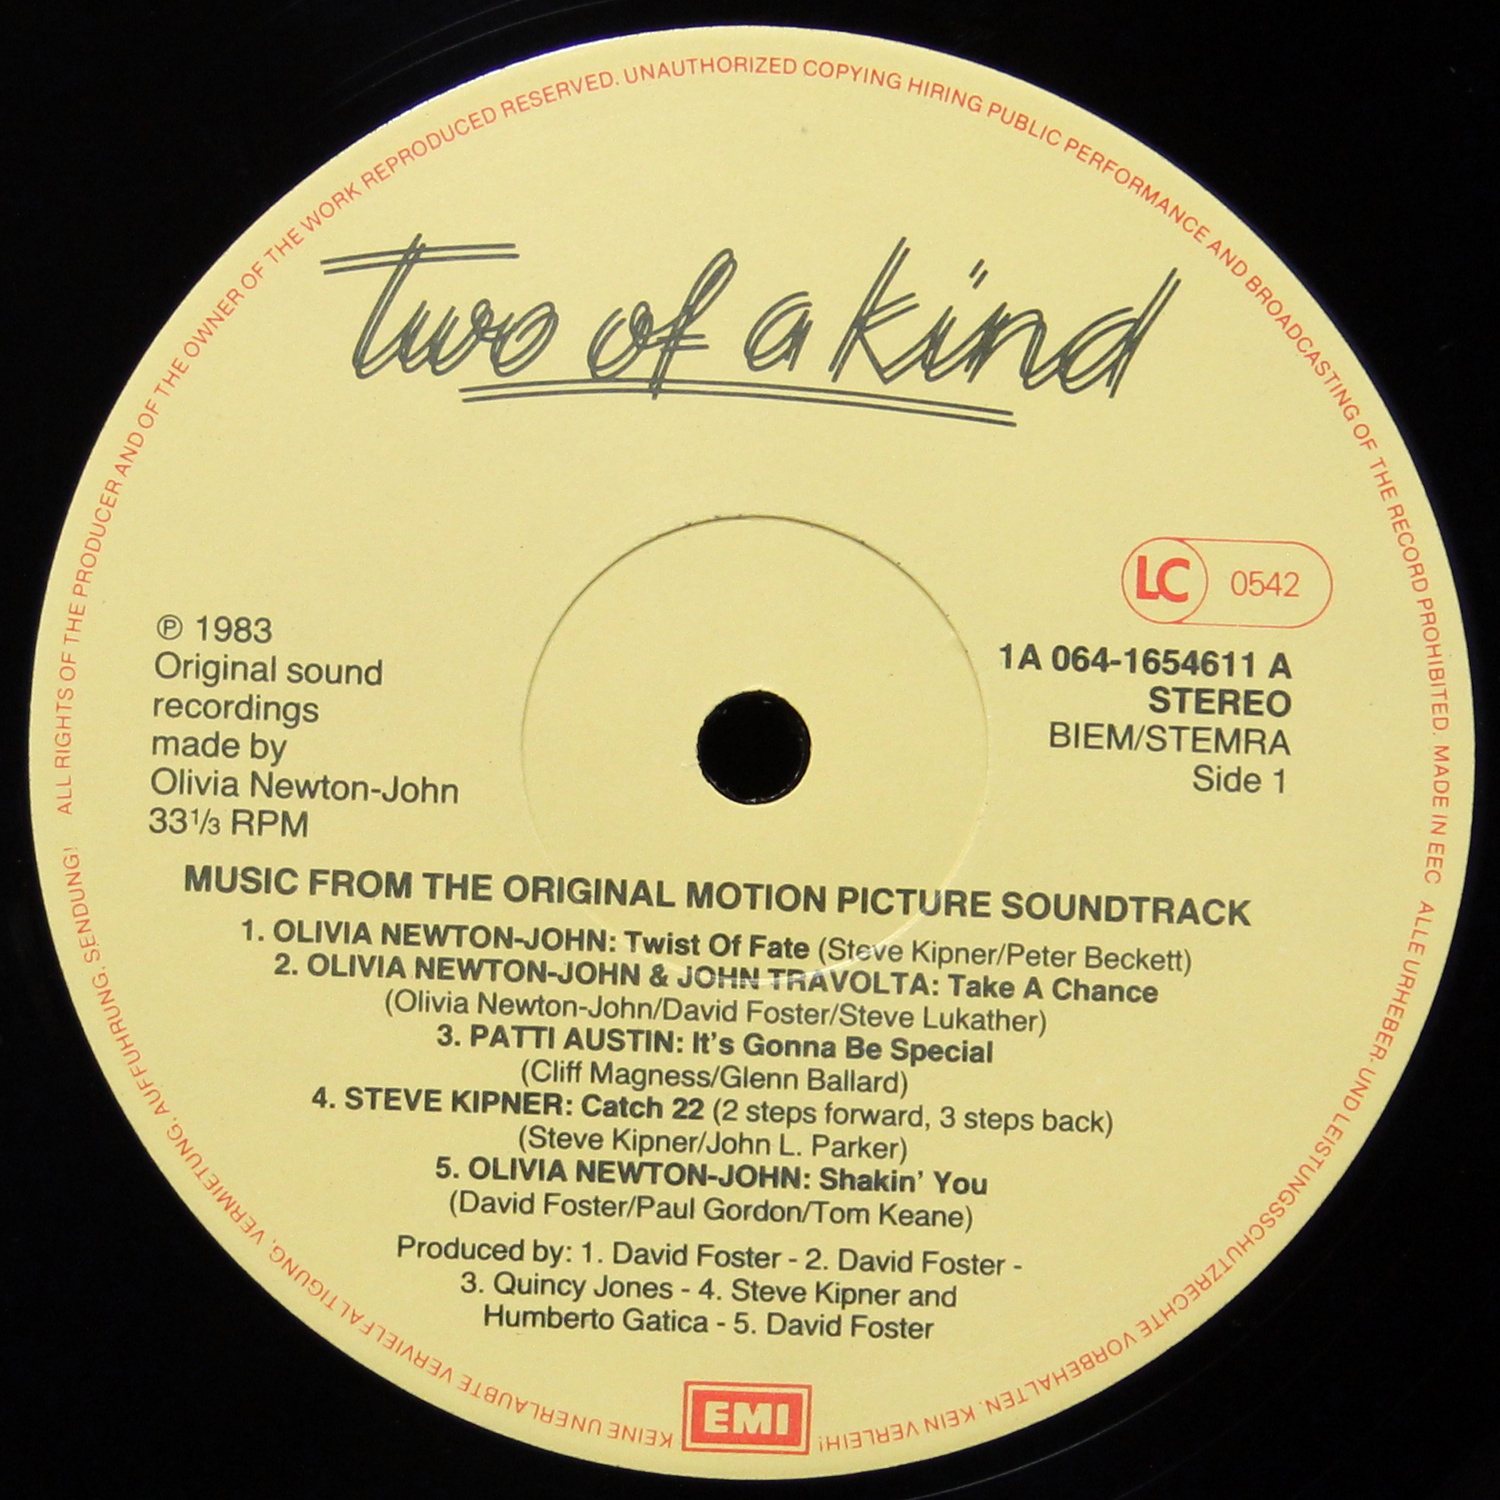 ALL RIGHTS OF THE PRODUCER AND OF THE OWNER OF THE WORK REPRODUCED RESERVED. UNAUTHORIZED COPYING HIRING PUBLIC PERFORMANCE AND BROADCASTING OF THE RECORD PROHIBITED. MADE IN EEC
two of a kind
LC 0542
℗ 1983
Original sound
recordings
made by
Olivia Newton-John
33 1/3 RPM
1A 064-1654611 A
STEREO
BIEM/STEMRA
Side 1
MUSIC FROM THE ORIGINAL MOTION PICTURE SOUNDTRACK
1. OLIVIA NEWTON-JOHN: Twist Of Fate (Steve Kipner/Peter Beckett)
2. OLIVIA NEWTON-JOHN & JOHN TRAVOLTA: Take A Chance
(Olivia Newton-John/David Foster/Steve Lukather)
3. PATTI AUSTIN: It's Gonna Be Special
(Cliff Magness/Glenn Ballard)
4. STEVE KIPNER: Catch 22 (2 steps forward, 3 steps back)
(Steve Kipner/John L. Parker)
5. OLIVIA NEWTON-JOHN: Shakin' You
(David Foster/Paul Gordon/Tom Keane)
Produced by: 1. David Foster - 2. David Foster -
3. Quincy Jones - 4. Steve Kipner and
Humberto Gatica - 5. David Foster
EMI
ALLE URHEBER- UND LEISTUNGSSCHUTZRECHTE VORBEHALTEN. KEIN VERLEIH! KEINE UNERLAUBTE VERVIELFALTIGUNG, VERMIETUNG, AUFFUHRUNG, SENDUNG!